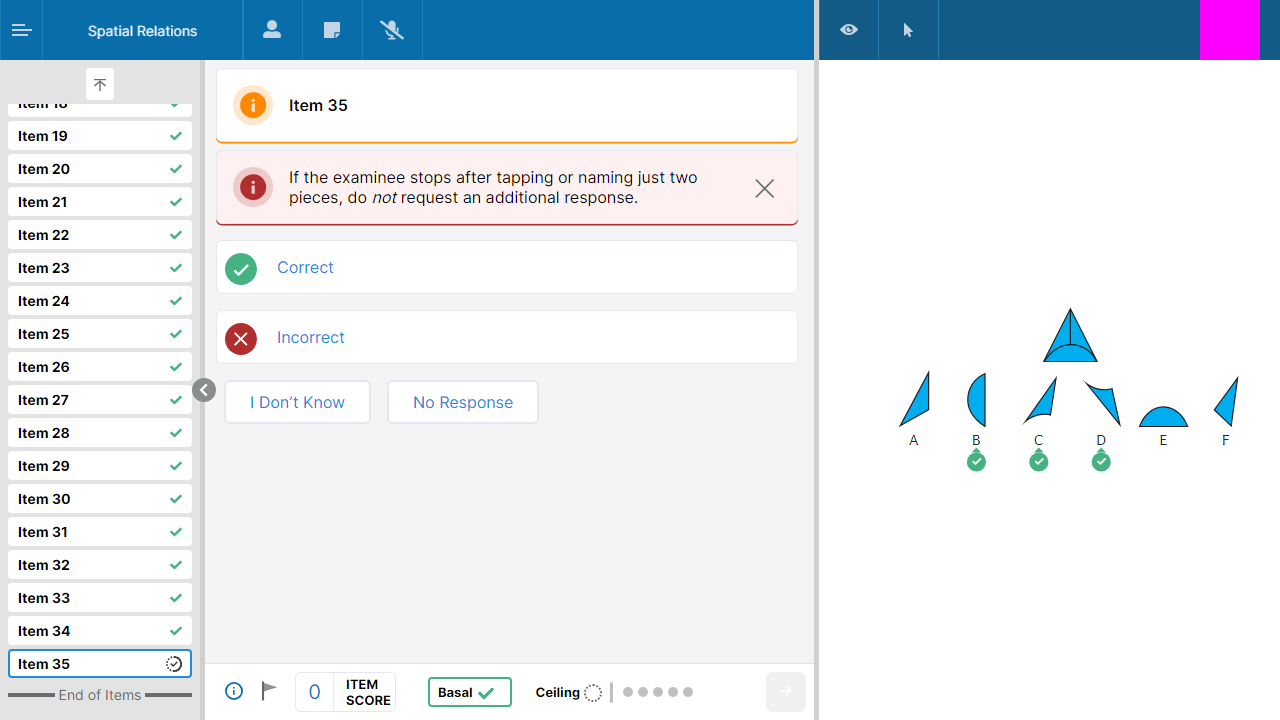 Spatial Relations
Item 18
Item 19
Item 20
Item 21
Item 22
Item 23
Item 24
Item 25
Item 26
Item 27
Item 28
Item 29
Item 30
Item 31
Item 32
Item 33
Item 34
Item 35
End of Items
Item 35
If the examinee stops after tapping or naming just two
pieces, do not request an additional response.
Correct
Incorrect
I Don’t Know
No Response
0
ITEM
SCORE
Basal
Ceiling
A B C D E F